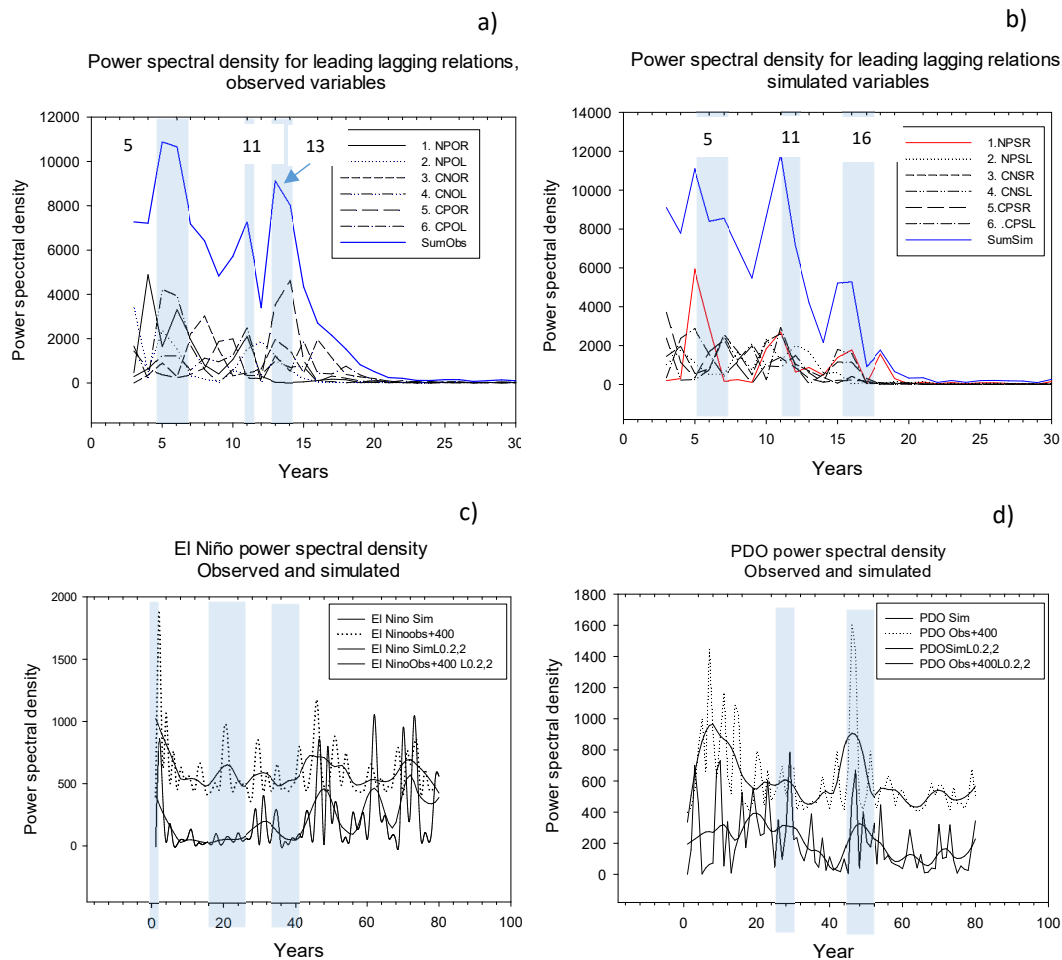 a)
Power spectral density for leading lagging relations,
observed variables
12000
10000
8000
6000
4000
2000
0
5
11
13
1. NPOR
2. NPOL
3. CNOR
4. CNOL
5. CPOR
6. CPOL
SumObs
Power spectral density
0 5 10 15 20 25 30
Years
b)
Power spectral density for leading lagging relations
simulated variables
14000
12000
10000
8000
6000
4000
2000
0
5
11
16
1.NPSR
2. NPSL
3. CNSR
4. CNSL
5.CPSR
6. .CPSL
SumSim
Power spectral density
0 5 10 15 20 25 30
Years
c)
El Niño power spectral density
Observed and simulated
2000
1500
1000
500
0
El Nino Sim
El Ninoobs+400
El Nino SimL0.2,2
El NinoObs+400 L0.2,2
Power spectral density
0 20 40 60 80 100
Years
d)
PDO power spectral density
Observed and simulated
1800
1600
1400
1200
1000
800
600
400
200
0
PDO Sim
PDO Obs+400
PDOSimL0.2,2
PDO Obs+400L0.2,2
Power spectral density
0 20 40 60 80 100
Year